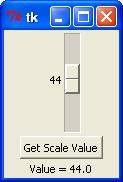 tk
44
Get Scale Value
Value = 44.0